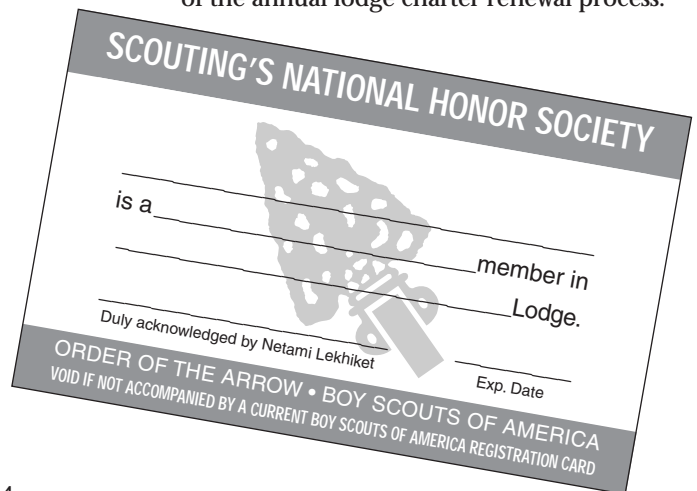 of the annual lodge charter renewal process.
SCOUTING'S NATIONAL HONOR SOCIETY
is a member in
Lodge.
Duly acknowledged by Netami Lekhiket
Exp. Date
ORDER OF THE ARROW • BOY SCOUTS OF AMERICA
VOID IF NOT ACCOMPANIED BY A CURRENT BOY SCOUTS OF AMERICA REGISTRATION CARD